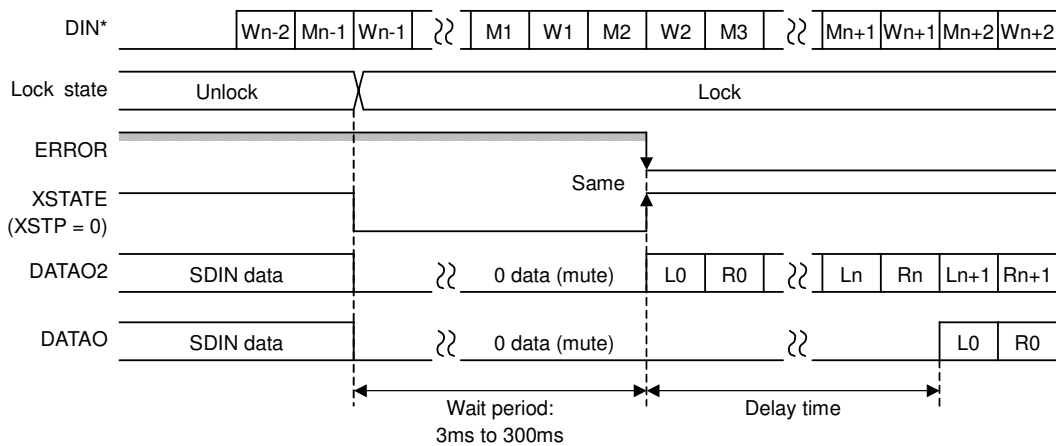 DIN* Wn-2 Mn-1 Wn-1 M1 W1 M2 W2 M3 Mn+1 Wn+1 Mn+2 Wn+2
Lock state Unlock Lock
ERROR
Same
XSTATE
(XSTP = 0)
DATAO2 SDIN data 0 data (mute) L0 R0 Ln Rn Ln+1 Rn+1
DATAO SDIN data 0 data (mute) L0 R0
Wait period: Delay time
3ms to 300ms